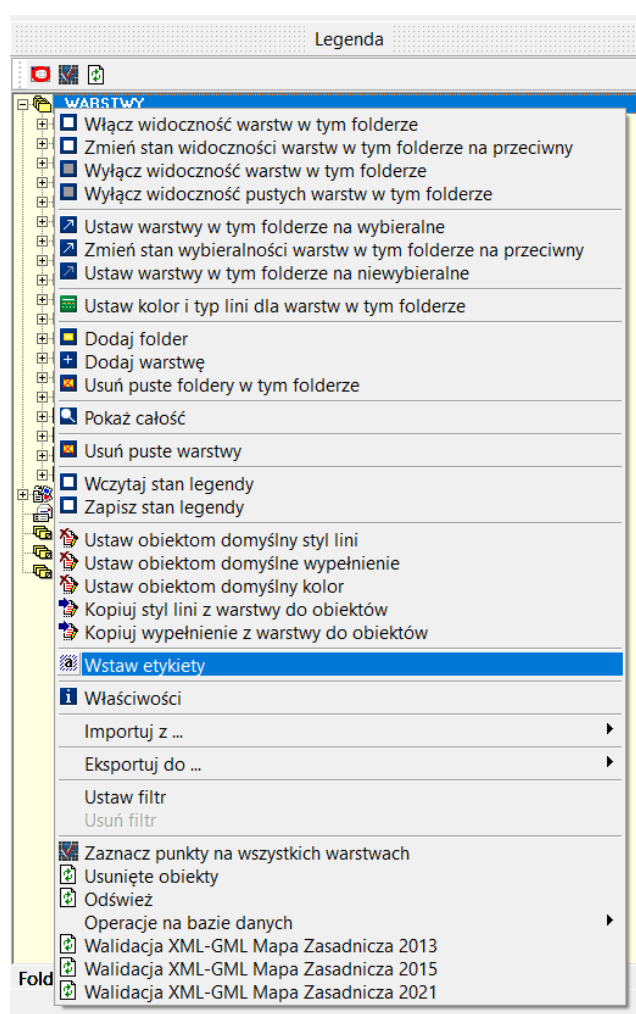 Legenda
WARSTWY
Włącz widoczność warstw w tym folderze
Zmień stan widoczności warstw w tym folderze na przeciwny
Wyłącz widoczność warstw w tym folderze
Wyłącz widoczność pustych warstw w tym folderze
Ustaw warstwy w tym folderze na wybieralne
Zmień stan wybieralności warstw w tym folderze na przeciwny
Ustaw warstwy w tym folderze na niewybieralne
Ustaw kolor i typ lini dla warstw w tym folderze
Dodaj folder
Dodaj warstwę
Usuń puste foldery w tym folderze
Pokaż całość
Usuń puste warstwy
Wczytaj stan legendy
Zapisz stan legendy
Ustaw obiektom domyślny styl lini
Ustaw obiektom domyślne wypełnienie
Ustaw obiektom domyślny kolor
Kopiuj styl lini z warstwy do obiektów
Kopiuj wypełnienie z warstwy do obiektów
Wstaw etykiety
Właściwości
Importuj z ...
Eksportuj do ...
Ustaw filtr
Usuń filtr
Zaznacz punkty na wszystkich warstwach
Usunięte obiekty
Odśwież
Operacje na bazie danych
Walidacja XML-GML Mapa Zasadnicza 2013
Walidacja XML-GML Mapa Zasadnicza 2015
Fold
Walidacja XML-GML Mapa Zasadnicza 2021